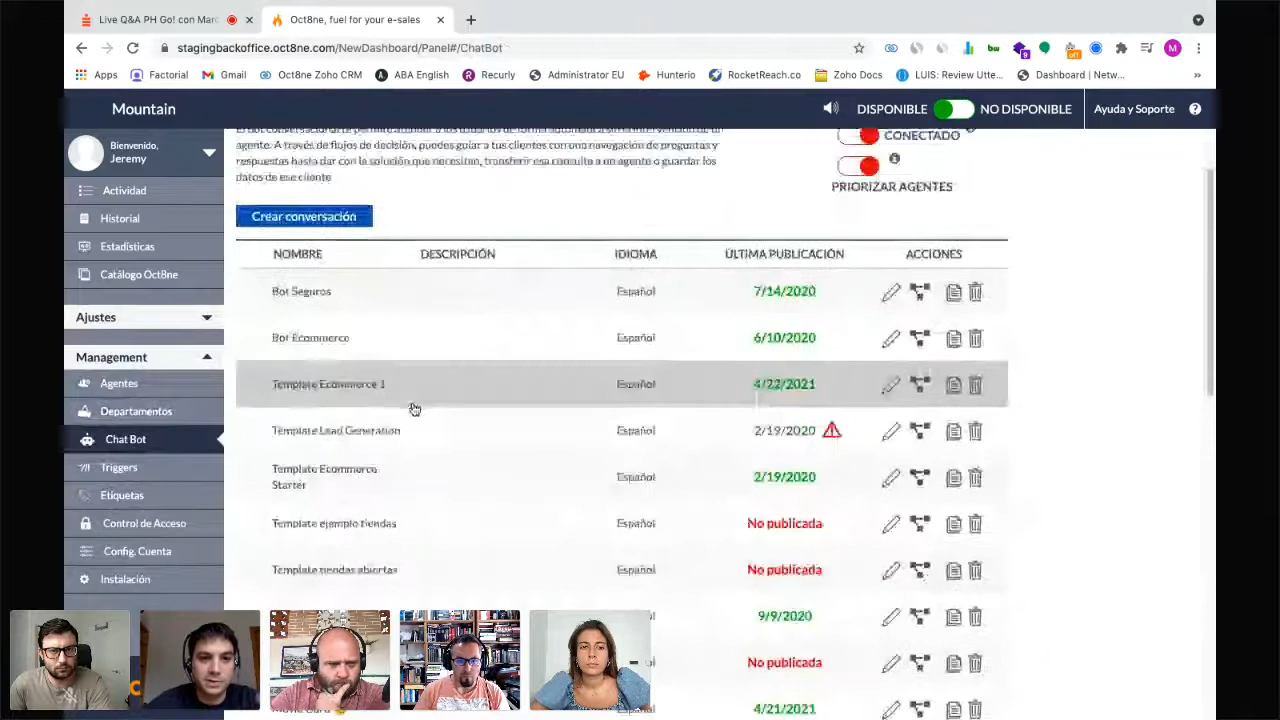 Live Q&A PH Go! con Marc
Oct8ne, fuel for your e-sales
stagingbackoffice.oct8ne.com/NewDashboard/Panel#/ChatBot
Apps
Factorial
Gmail
Oct8ne Zoho CRM
ABA English
Recurly
Administrator EU
Hunterio
RocketReach.co
Zoho Docs
LUIS: Review Utte...
Dashboard | Netw...
»
Mountain
DISPONIBLE
NO DISPONIBLE
Ayuda y Soporte
Bienvenido,
Jeremy
Actividad
Historial
Estadísticas
Catálogo Oct8ne
Ajustes
Management
Agentes
Departamentos
Chat Bot
Triggers
Etiquetas
Control de Acceso
Config. Cuenta
Instalación
agente. A través de flujos de decisión, puedes guiar a tus clientes con una navegación de preguntas y
respuestas hasta dar con la solución que necesitan, transferir esa consulta a un agente o guardar los
datos de ese cliente
CONECTADO
PRIORIZAR AGENTES
Crear conversación
NOMBRE DESCRIPCIÓN IDIOMA ÚLTIMA PUBLICACIÓN ACCIONES
Bot Seguros Español 7/14/2020
Bot Ecommerce Español 6/10/2020
Template Ecommerce 1 Español 4/22/2021
Template Lead Generation Español 2/19/2020
Template Ecommerce
Starter Español 2/19/2020
Template ejemplo tiendas Español No publicada
Template tiendas abiertas Español No publicada
9/9/2020
No publicada
4/21/2021